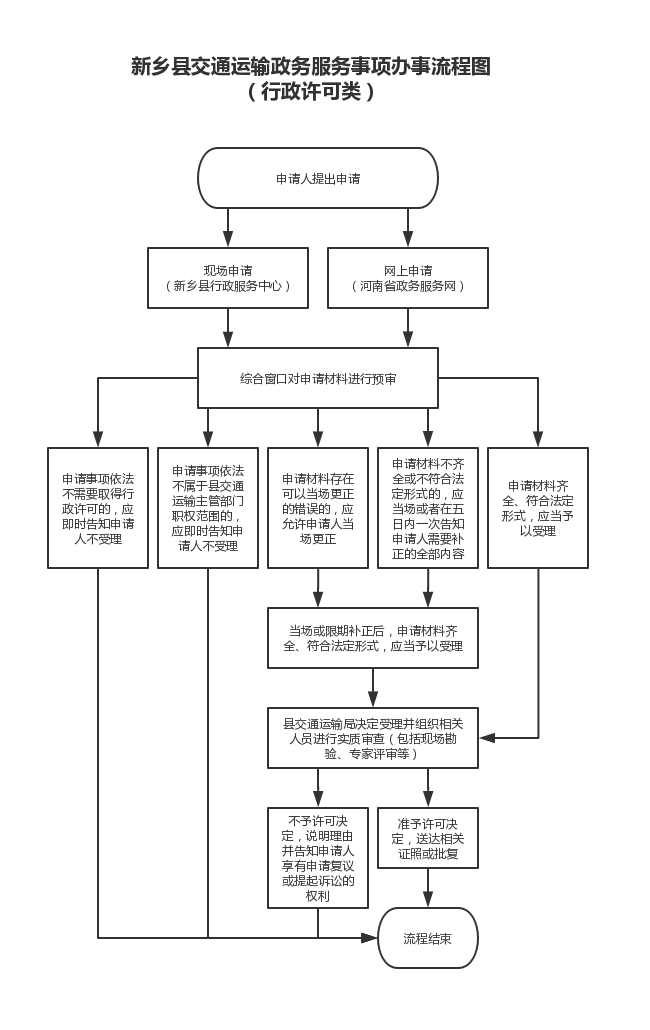 新乡县交通运输政务服务事项办事流程图
（行政许可类）
申请人提出申请
现场申请
（新乡县行政服务中心）
网上申请
（河南省政务服务网）
综合窗口对申请材料进行预审
申请事项依法
不需要取得行
政许可的，应
即时告知申请
人不受理
申请事项依法
不属于县交通
运输主管部门
职权范围的，
应即时告知申
请人不受理
申请材料存在
可以当场更正
的错误的，应
允许申请人当
场更正
申请材料不齐
全或不符合法
定形式的，应
当场或者在五
日内一次告知
申请人需要补
正的全部内容
申请材料齐
全、符合法定
形式，应当予
以受理
当场或限期补正后，申请材料齐
全、符合法定形式，应当予以受理
县交通运输局决定受理并组织相关
人员进行实质审查（包括现场勘
验、专家评审等）
不予许可决
定，说明理由
并告知申请人
享有申请复议
或提起诉讼的
权利
准予许可决
定，送达相关
证照或批复
流程结束